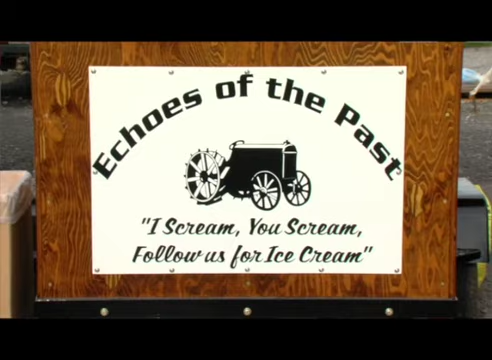 Echoes of the Past
"I Scream, You Scream,
Follow us for Ice Cream"